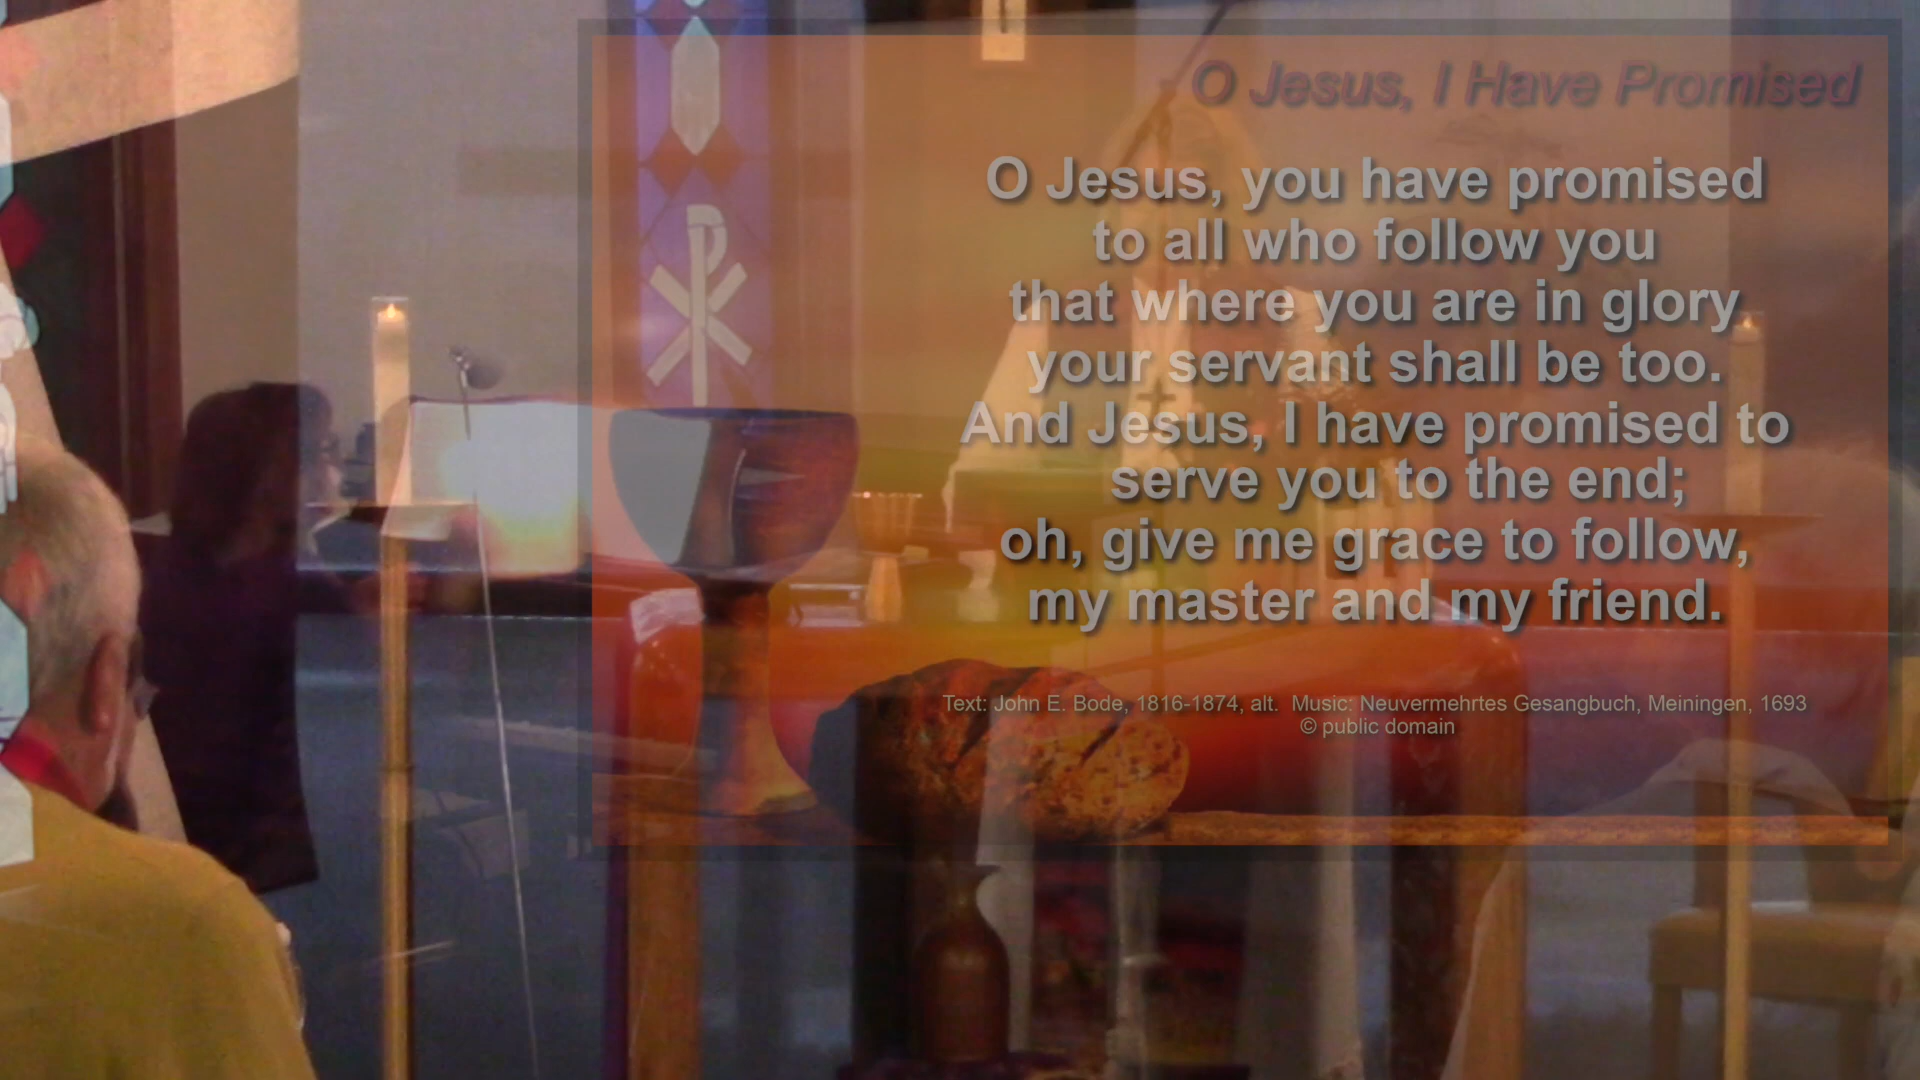 O Jesus, I Have Promised
O Jesus, you have promised
to all who follow you
that where you are in glory
your servant shall be too.
And Jesus, I have promised to
serve you to the end;
oh, give me grace to follow,
my master and my friend.
Text: John E. Bode, 1816-1874, alt. Music: Neuvermehrtes Gesangbuch, Meiningen, 1693
© public domain